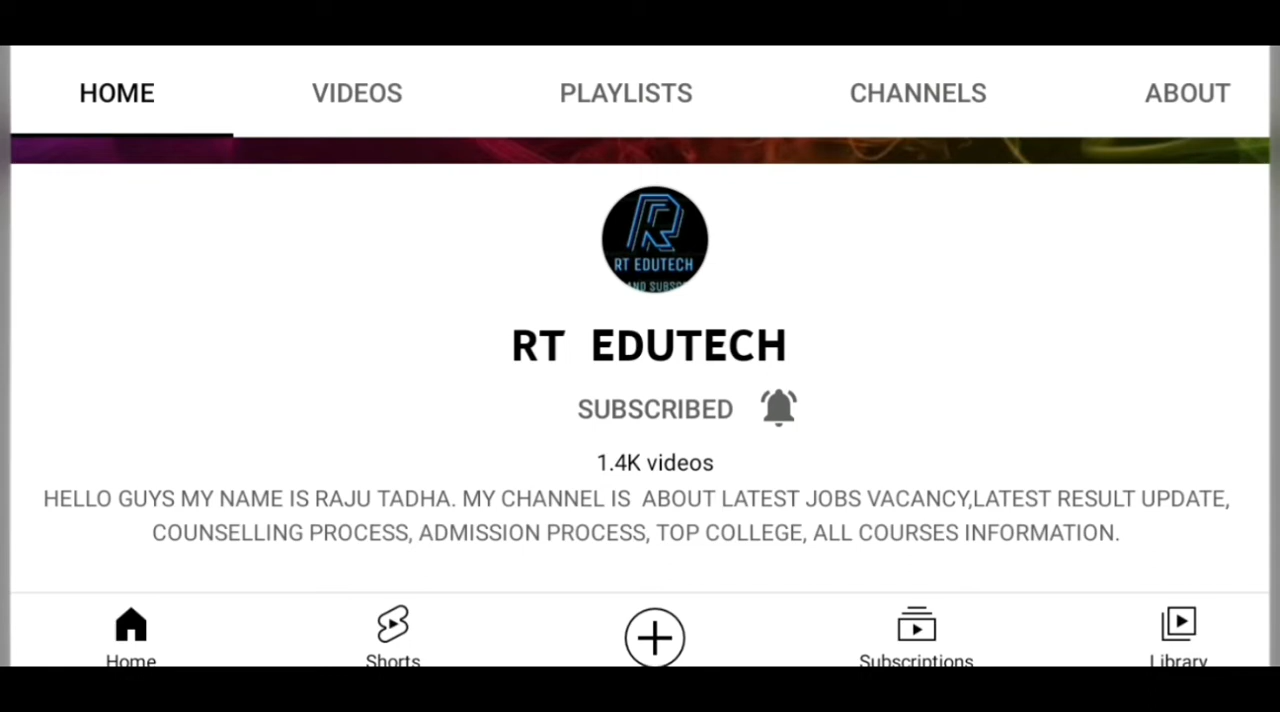 HOME VIDEOS PLAYLISTS CHANNELS ABOUT
RT EDUTECH
AND SUBSC
RT EDUTECH
SUBSCRIBED
1.4K videos
HELLO GUYS MY NAME IS RAJU TADHA. MY CHANNEL IS ABOUT LATEST JOBS VACANCY,LATEST RESULT UPDATE,
COUNSELLING PROCESS, ADMISSION PROCESS, TOP COLLEGE, ALL COURSES INFORMATION.
Home Shorts Subscriptions Library